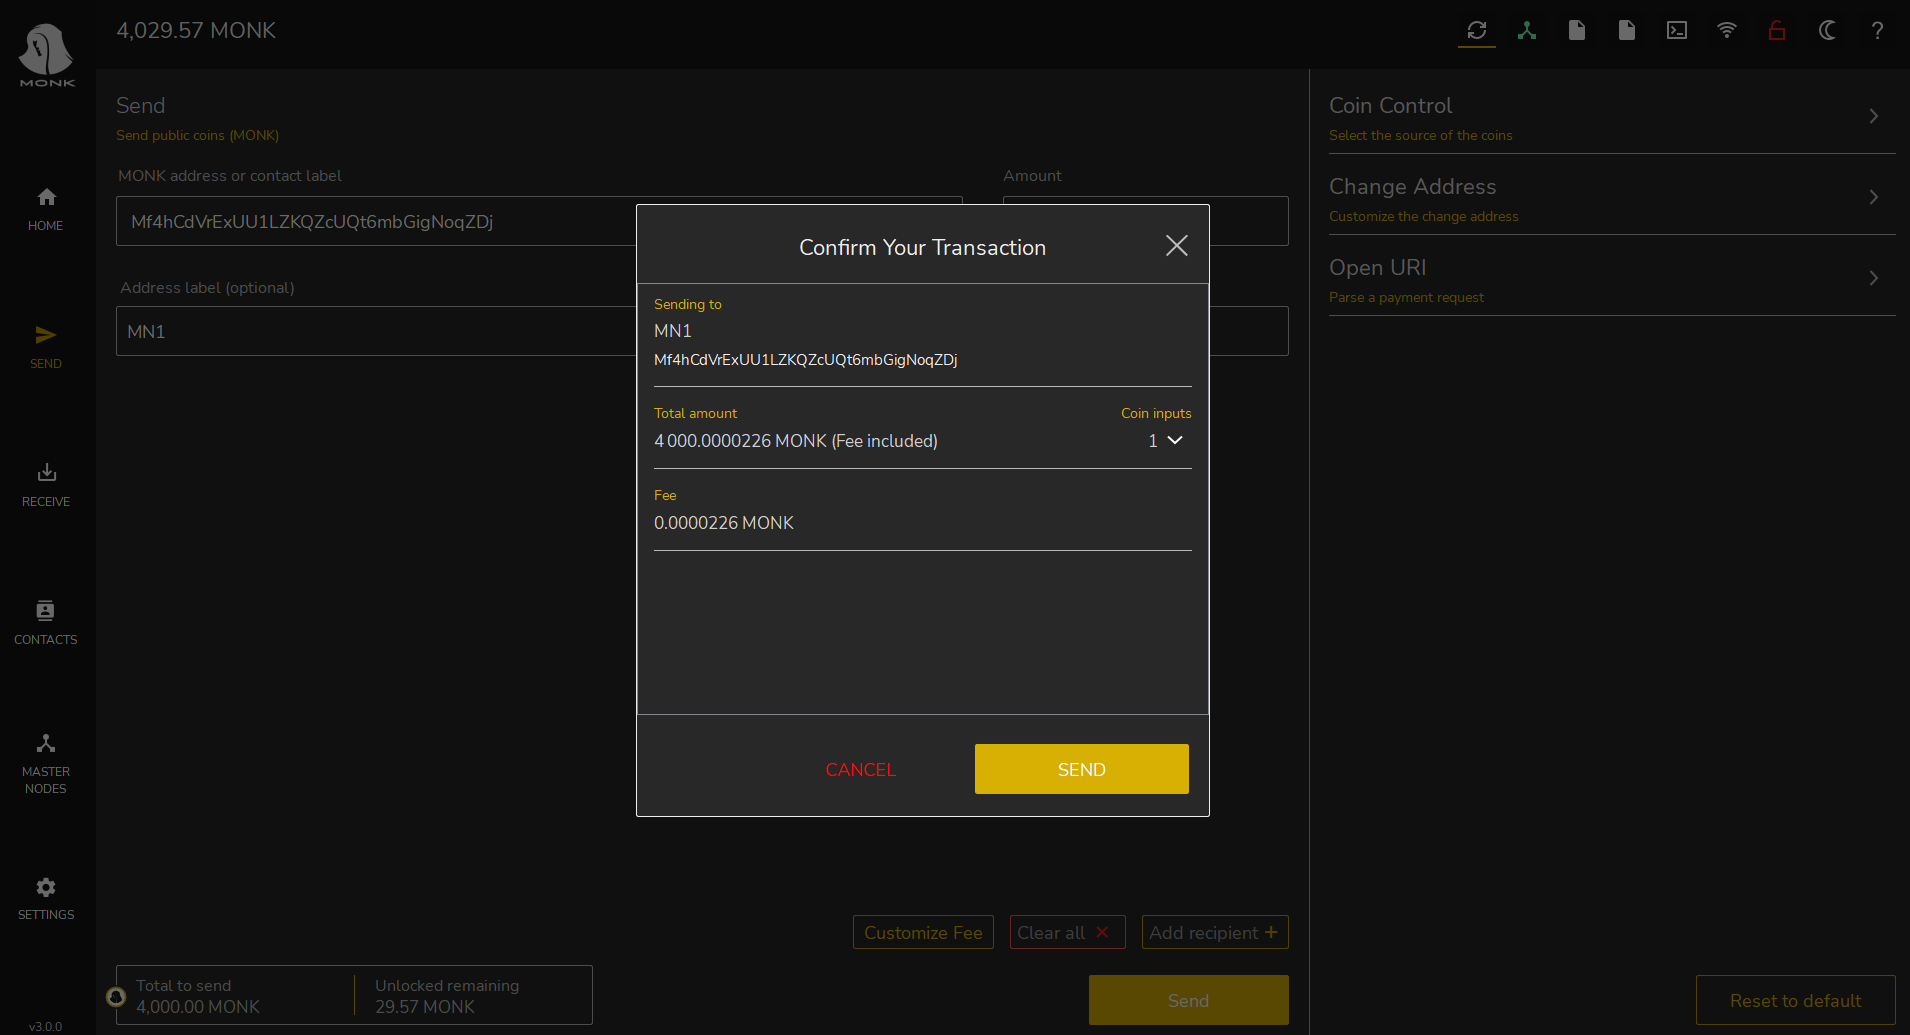 4,029.57 MONK
MONK
HOME
SEND
RECEIVE
CONTACTS
MASTER
NODES
SETTINGS
v3.0.0
Send
Send public coins (MONK)
MONK address or contact label
Amount
Mf4hCdVrExUU1LZKQZcUQt6mbGigNoqZDj
Address label (optional)
MN1
Confirm Your Transaction
Sending to
MN1
Mf4hCdVrExUU1LZKQZcUQt6mbGigNoqZDj
Total amount
Coin inputs
4 000.0000226 MONK (Fee included)
1
Fee
0.0000226 MONK
CANCEL
SEND
Customize Fee
Clear all
Add recipient
Total to send
4,000.00 MONK
Unlocked remaining
29.57 MONK
Send
Coin Control
Select the source of the coins
Change Address
Customize the change address
Open URI
Parse a payment request
Reset to default